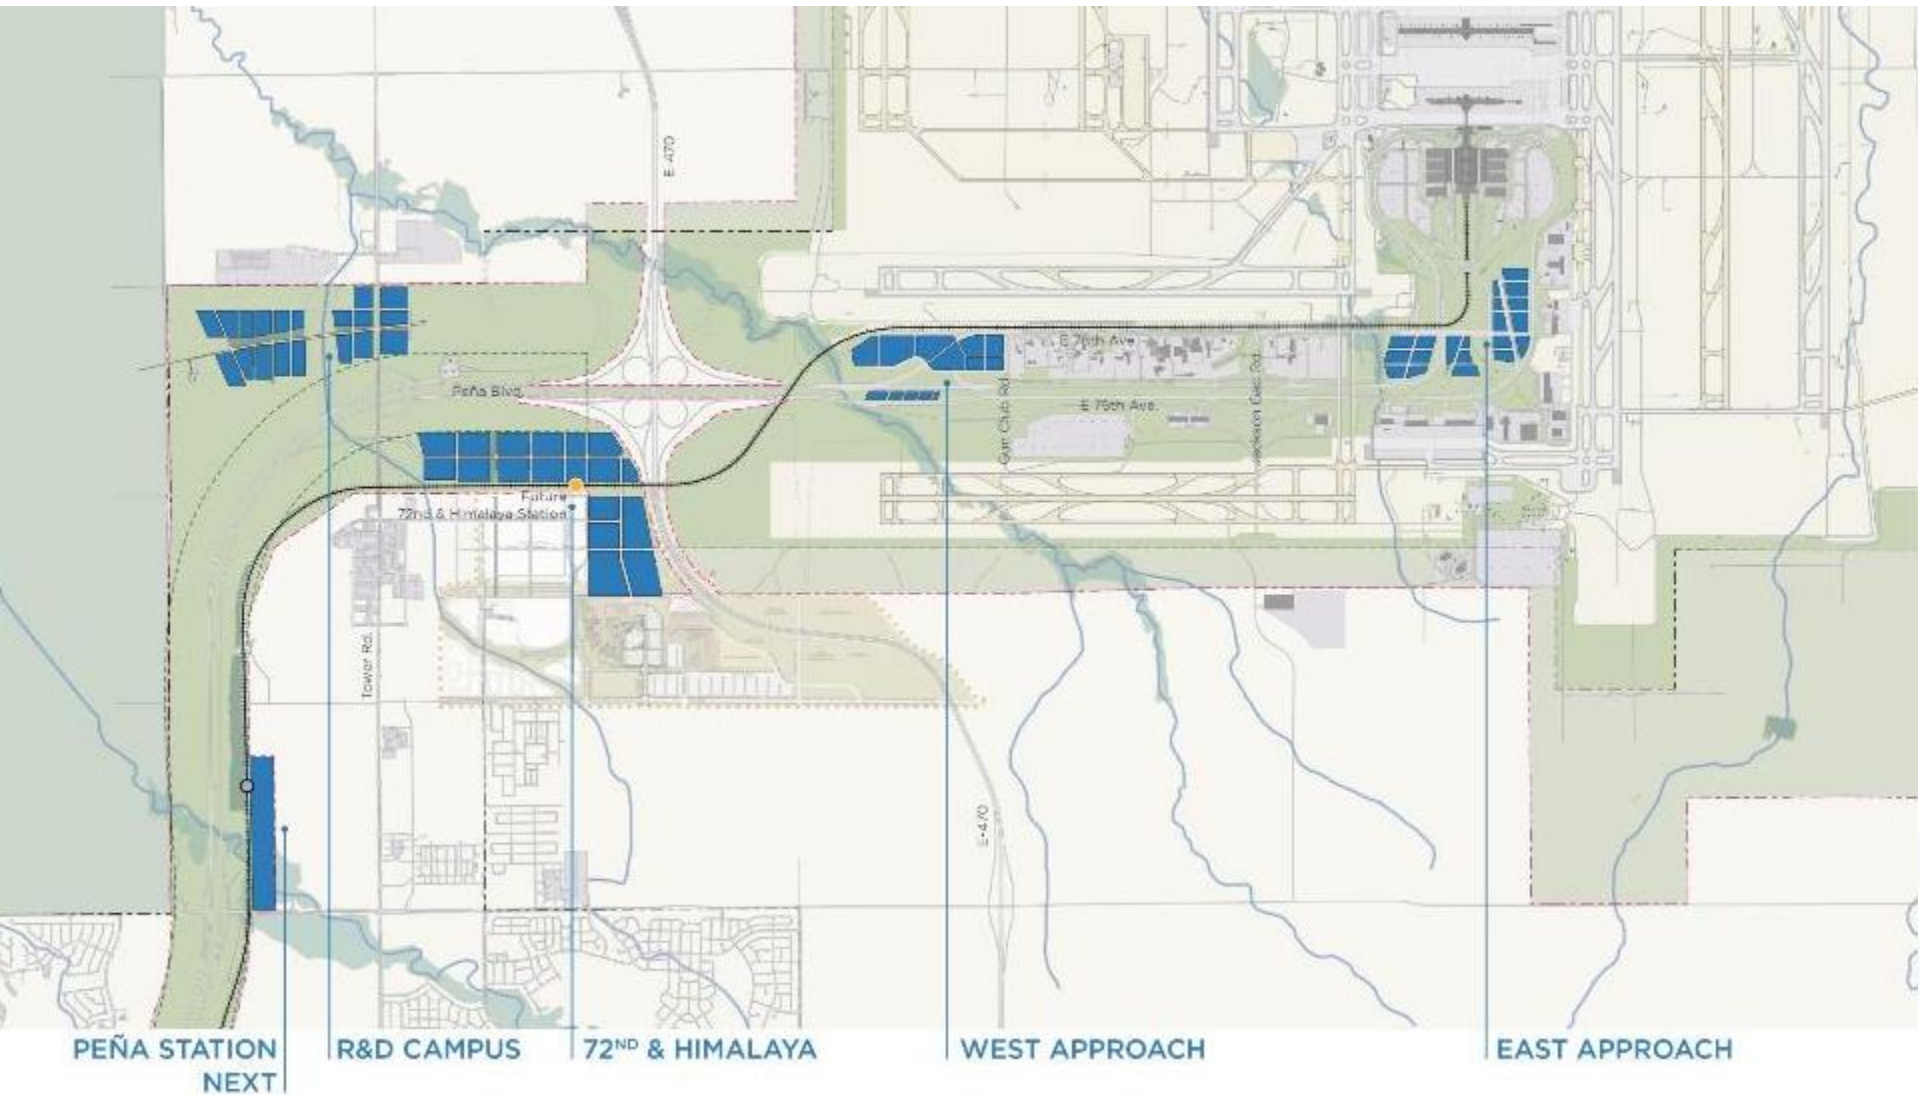 E 470
E 78th Ave
Peña Blvd.
E 75th Ave.
Gun Club Rd.
Jackson Gap Rd.
Future
72nd & Himalaya Station
Tower Rd.
E-470
PEÑA STATION
NEXT
R&D CAMPUS
72ND & HIMALAYA
WEST APPROACH
EAST APPROACH